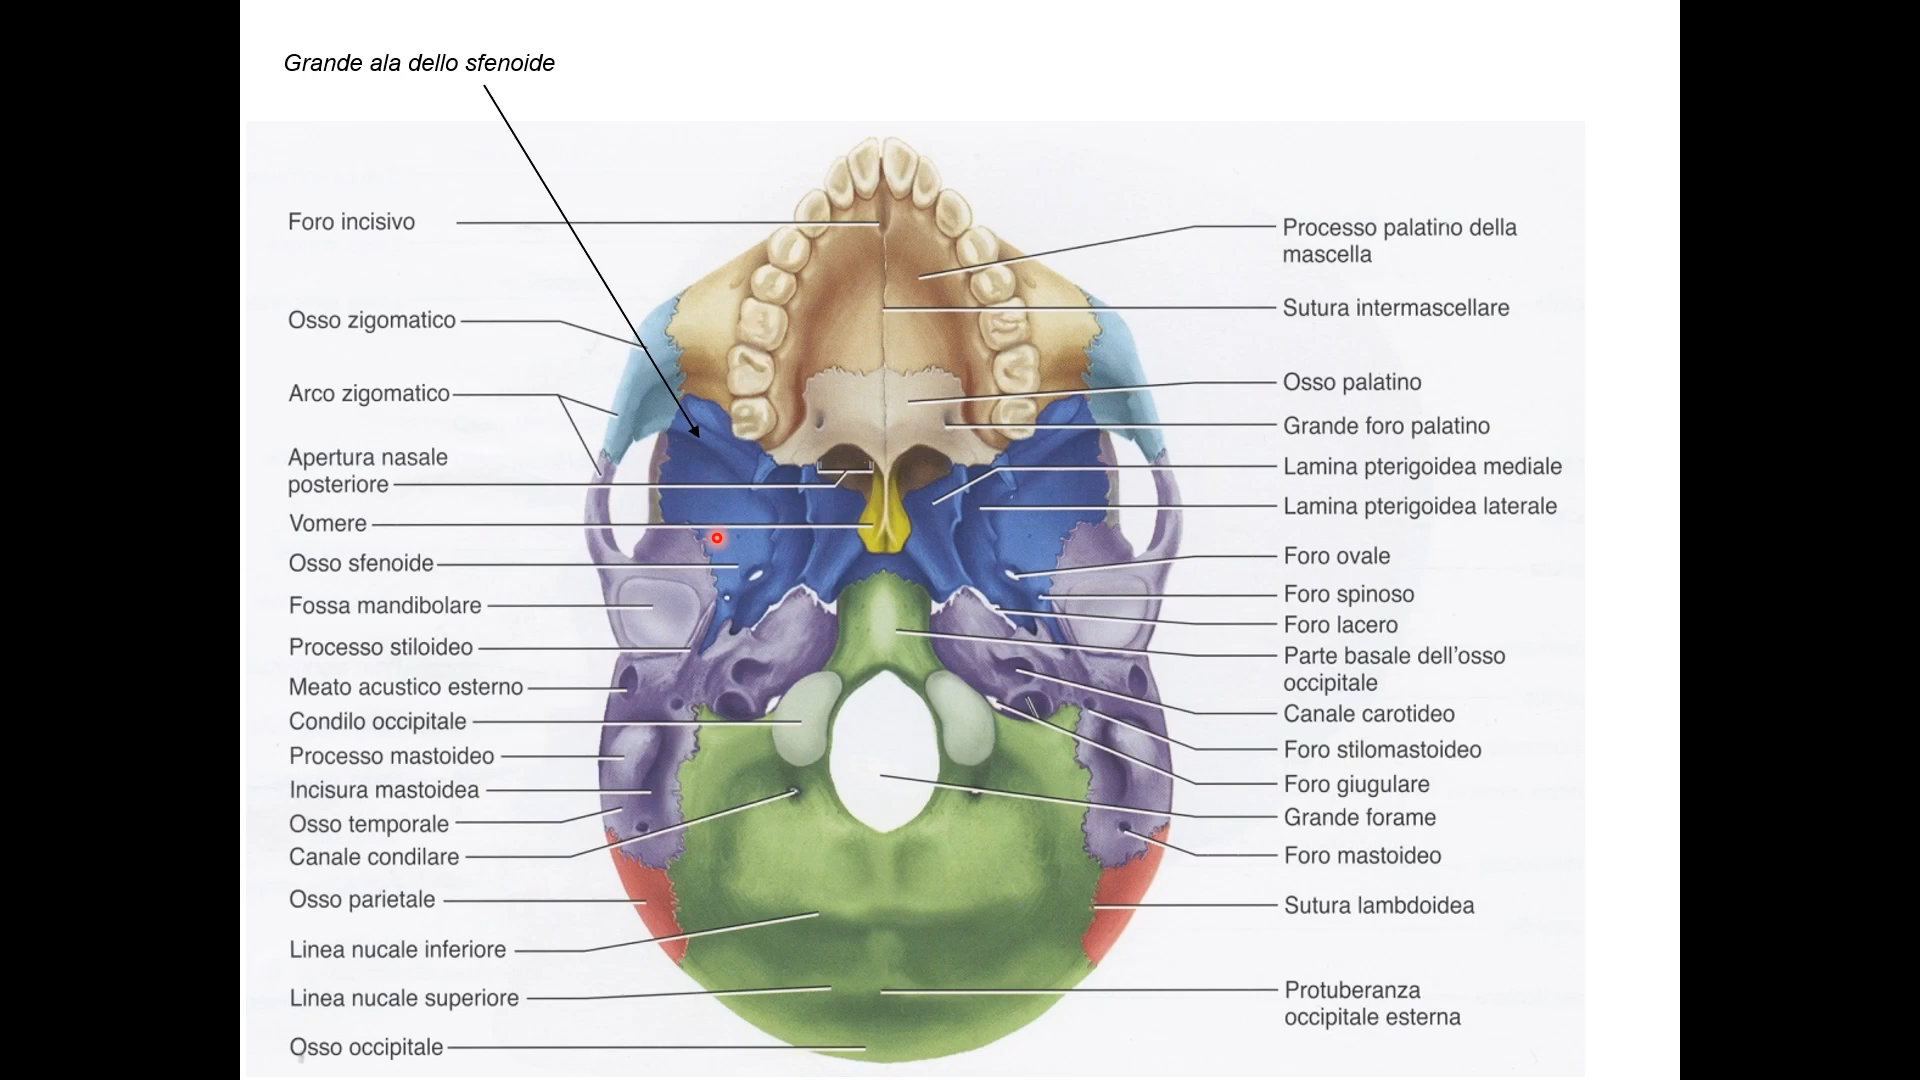 Grande ala dello sfenoide
Foro incisivo
Osso zigomatico
Arco zigomatico
Apertura nasale
posteriore
Vomere
Osso sfenoide
Fossa mandibolare
Processo stiloideo
Meato acustico esterno
Condilo occipitale
Processo mastoideo
Incisura mastoidea
Osso temporale
Canale condilare
Osso parietale
Linea nucale inferiore
Linea nucale superiore
Osso occipitale
Processo palatino della
mascella
Sutura intermascellare
Osso palatino
Grande foro palatino
Lamina pterigoidea mediale
Lamina pterigoidea laterale
Foro ovale
Foro spinoso
Foro lacero
Parte basale dell'osso
occipitale
Canale carotideo
Foro stilomastoideo
Foro giugulare
Grande forame
Foro mastoideo
Sutura lambdoidea
Protuberanza
occipitale esterna